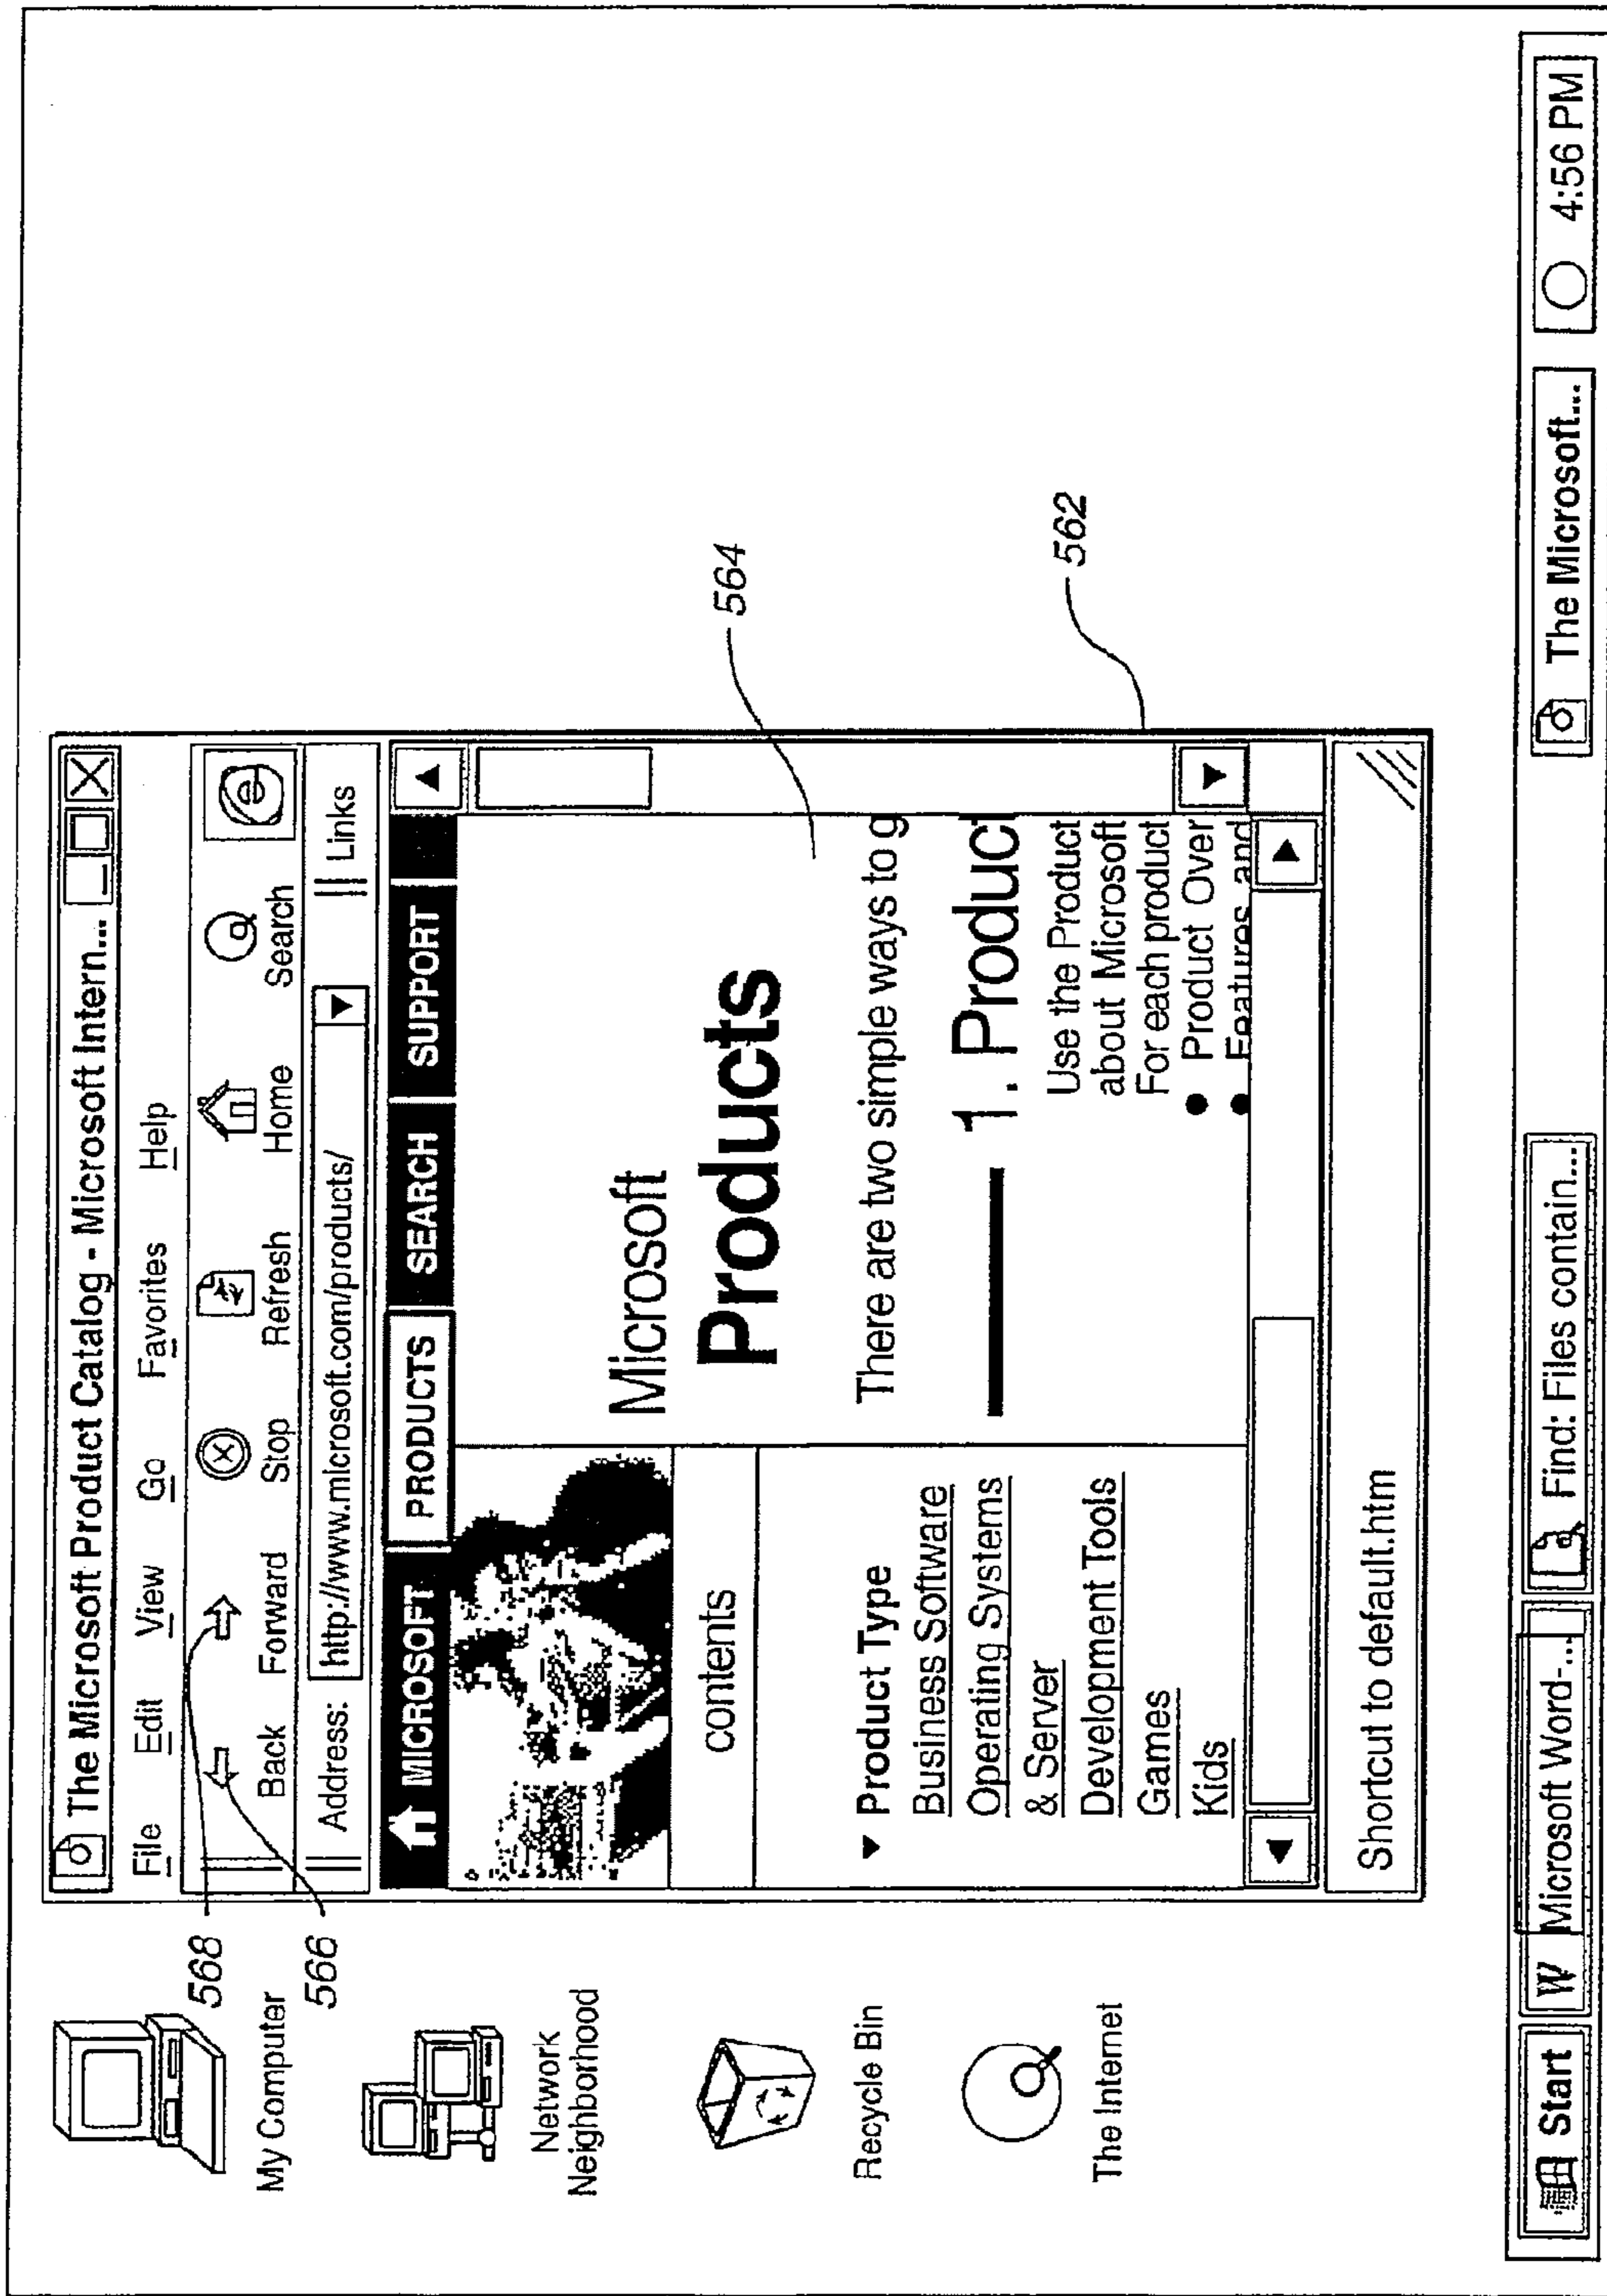 The Microsoft Product Catalog - Microsoft Intern...
File Edit View Go Favorites Help
Back Forward Stop Refresh Home Search
Address: http://www.microsoft.com/products/ Links
MICROSOFT PRODUCTS SEARCH SUPPORT
568
566
My Computer
Network
Neighborhood
Recycle Bin
The Internet
contents
▼ Product Type
Business Software
Operating Systems
& Server
Development Tools
Games
Kids
Microsoft
Products
There are two simple ways to g
1. Product
Use the Product
about Microsoft
For each product
• Product Over
• Features and
564
562
Shortcut to default.htm
Start W Microsoft Word-... Find: Files contain... The Microsoft... 4:56 PM